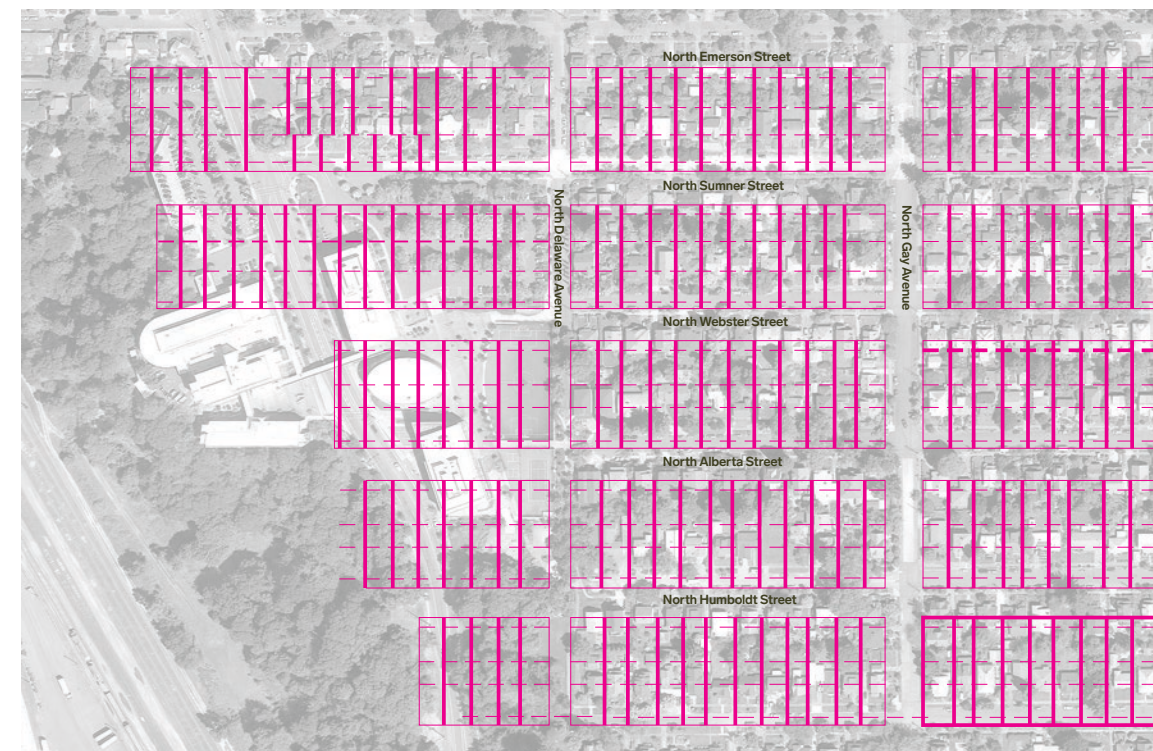 North Emerson Street
North Sumner Street
North Delaware Avenue
North Gay Avenue
North Webster Street
North Alberta Street
North Humboldt Street